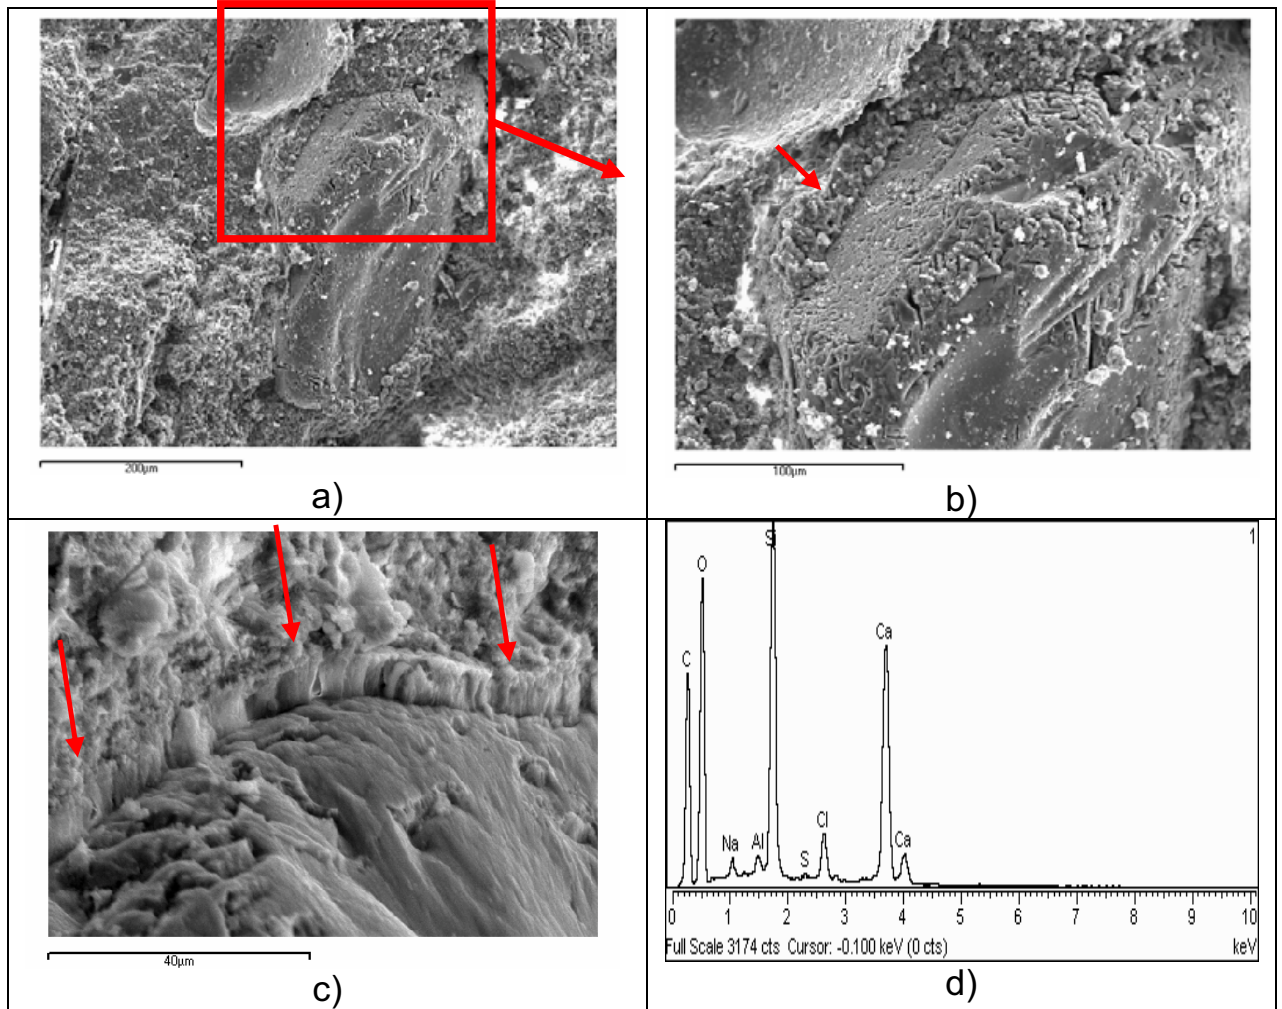 200µm
a)
100µm
b)
40µm
c)
1
Si
O
C
Ca
Na
Al
S
Cl
Ca
0 1 2 3 4 5 6 7 8 9 10
Full Scale 3174 cts Cursor: -0.100 keV (0 cts)
keV
d)